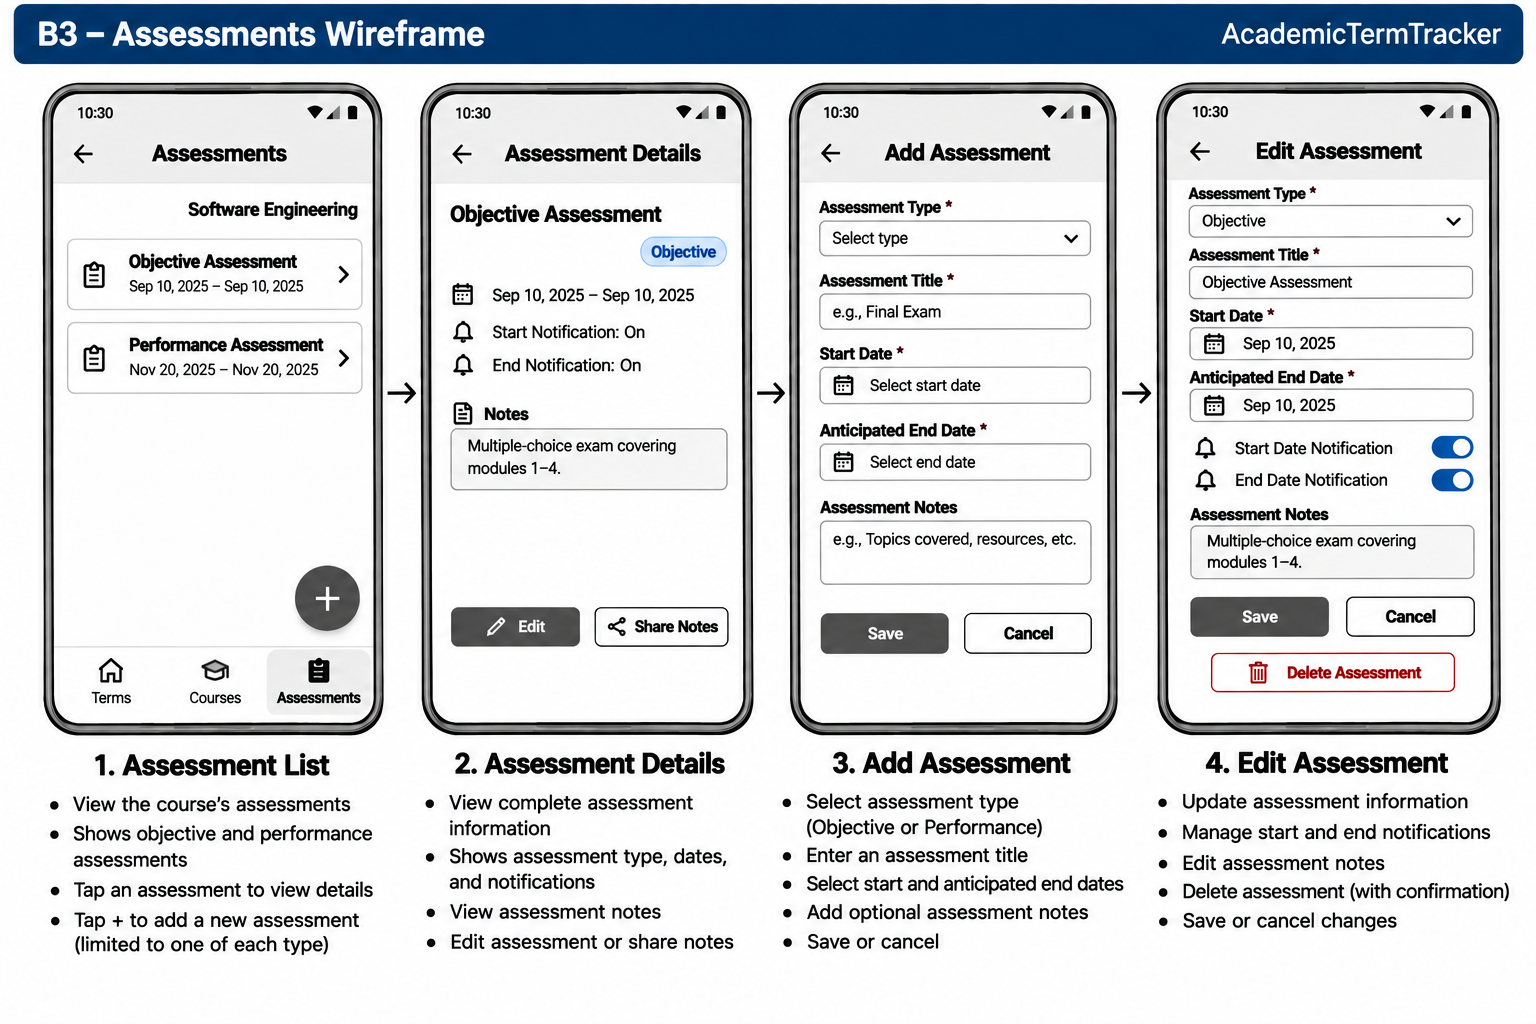 B3 – Assessments Wireframe
AcademicTermTracker
10:30
Assessments
Software Engineering
Objective Assessment
Sep 10, 2025 – Sep 10, 2025
Performance Assessment
Nov 20, 2025 – Nov 20, 2025
+
Terms
Courses
Assessments
1. Assessment List
• View the course's assessments
• Shows objective and performance
assessments
• Tap an assessment to view details
• Tap + to add a new assessment
(limited to one of each type)
10:30
Assessment Details
Objective Assessment
Objective
Sep 10, 2025 – Sep 10, 2025
Start Notification: On
End Notification: On
Notes
Multiple-choice exam covering
modules 1–4.
Edit
Share Notes
2. Assessment Details
• View complete assessment
information
• Shows assessment type, dates,
and notifications
• View assessment notes
• Edit assessment or share notes
10:30
Add Assessment
Assessment Type *
Select type
Assessment Title *
e.g., Final Exam
Start Date *
Select start date
Anticipated End Date *
Select end date
Assessment Notes
e.g., Topics covered, resources, etc.
Save
Cancel
3. Add Assessment
• Select assessment type
(Objective or Performance)
• Enter an assessment title
• Select start and anticipated end dates
• Add optional assessment notes
• Save or cancel
10:30
Edit Assessment
Assessment Type *
Objective
Assessment Title *
Objective Assessment
Start Date *
Sep 10, 2025
Anticipated End Date *
Sep 10, 2025
Start Date Notification
End Date Notification
Assessment Notes
Multiple-choice exam covering
modules 1–4.
Save
Cancel
Delete Assessment
4. Edit Assessment
• Update assessment information
• Manage start and end notifications
• Edit assessment notes
• Delete assessment (with confirmation)
• Save or cancel changes